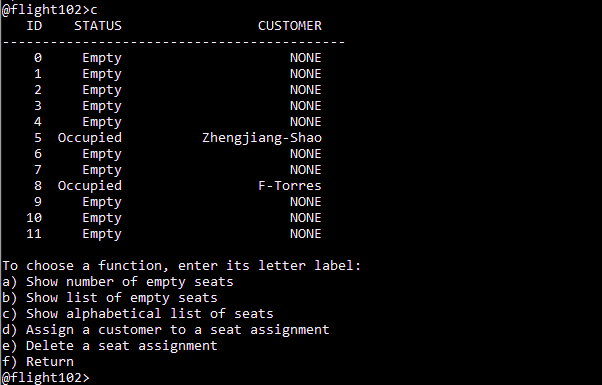 @flight102>c
ID STATUS CUSTOMER
-------------------------------------------
0 Empty NONE
1 Empty NONE
2 Empty NONE
3 Empty NONE
4 Empty NONE
5 Occupied Zhengjiang-Shao
6 Empty NONE
7 Empty NONE
8 Occupied F-Torres
9 Empty NONE
10 Empty NONE
11 Empty NONE
To choose a function, enter its letter label:
a) Show number of empty seats
b) Show list of empty seats
c) Show alphabetical list of seats
d) Assign a customer to a seat assignment
e) Delete a seat assignment
f) Return
@flight102>